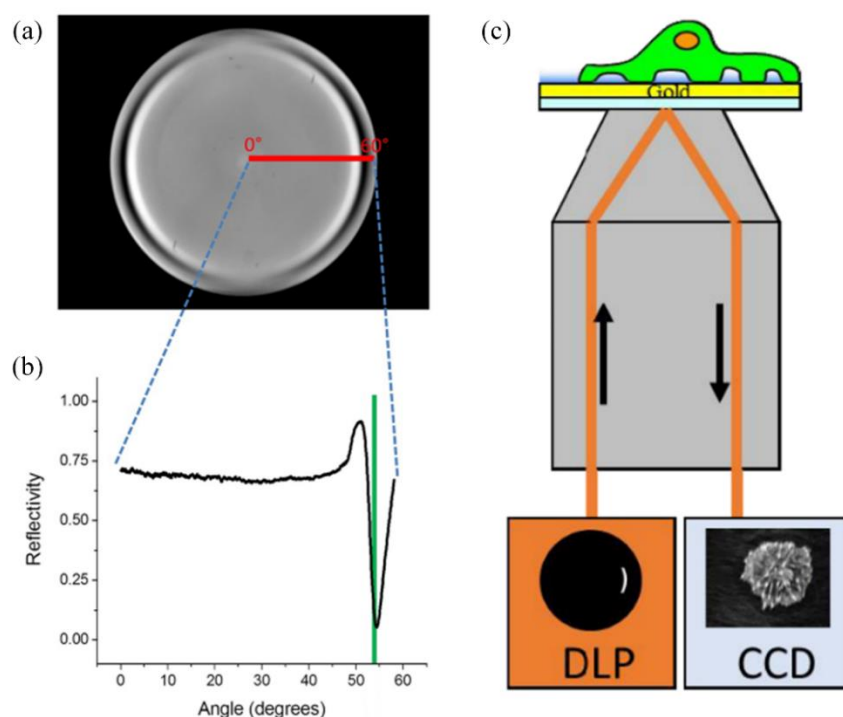 (a)
0°
60°
(b)
1.00
0.75
0.50
0.25
0.00
Reflectivity
0 10 20 30 40 50 60
Angle (degrees)
(c)
Gold
DLP
CCD